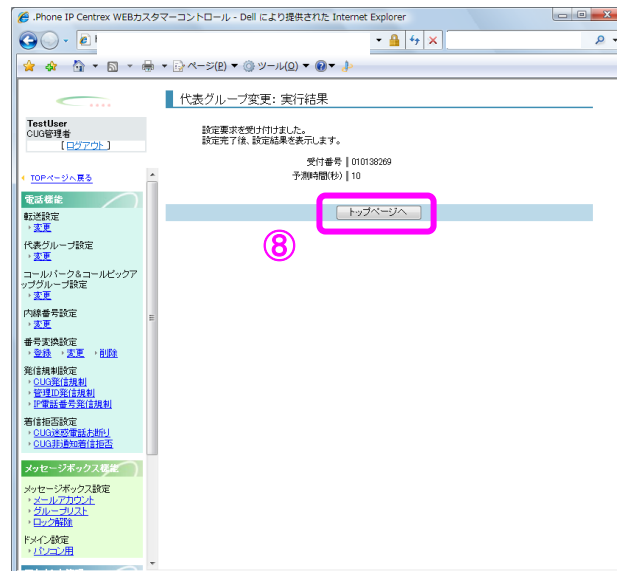 .Phone IP Centrex WEBカスタマーコントロール - Dell により提供された Internet Explorer
ページ(P) ツール(O)
TestUser
CUG管理者
[ログアウト]
TOPページへ戻る
電話機能
転送設定
変更
代表グループ設定
変更
コールパーク&コールピックア
ップグループ設定
変更
内線番号設定
変更
番号変換設定
登録 変更 削除
発信規制設定
CUG発信規制
管理ID発信規制
IP電話番号発信規制
着信拒否設定
CUG迷惑電話お断り
CUG非通知着信拒否
メッセージボックス機能
メッセージボックス設定
メールアカウント
グループリスト
ロック解除
ドメイン設定
パソコン用
代表グループ変更: 実行結果
設定要求を受け付けました。
設定完了後、設定結果を表示します。
受付番号 010138269
予測時間(秒) 10
トップページへ
⑧